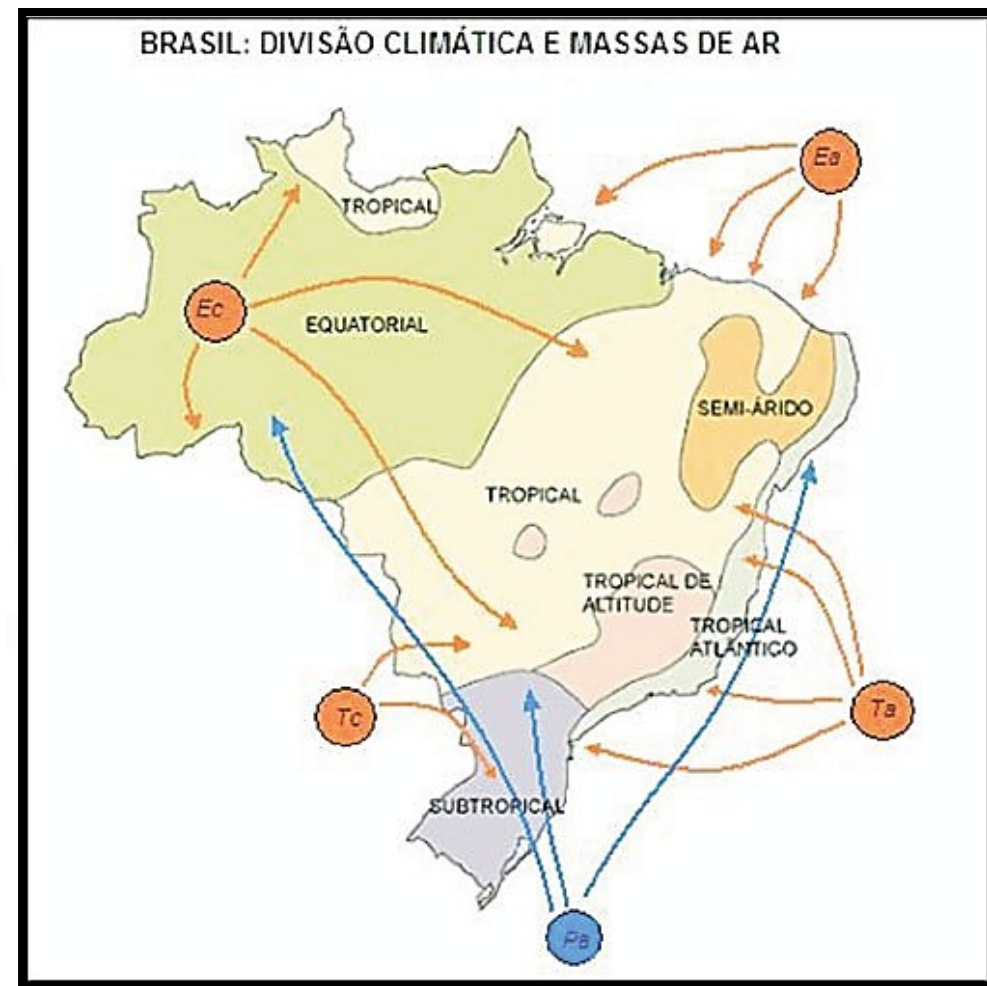 BRASIL: DIVISÃO CLIMÁTICA E MASSAS DE AR
Ea
TROPICAL
Ec
EQUATORIAL
SEMI-ÁRIDO
TROPICAL
TROPICAL DE
ALTITUDE
TROPICAL
ATLÂNTICO
Tc
Ta
SUBTROPICAL
Pa